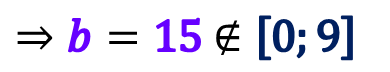 ⇒ b = 15 ∉ [0; 9]